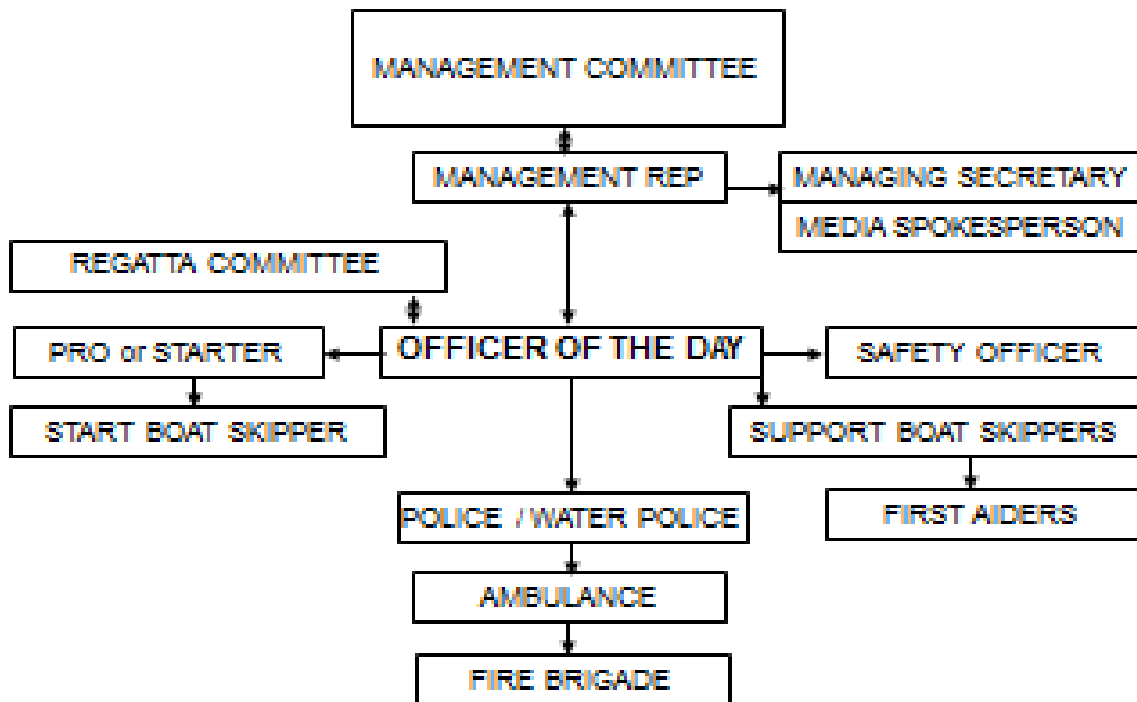 MANAGEMENT COMMITTEE
MANAGEMENT REP
MANAGING SECRETARY
MEDIA SPOKESPERSON
REGATTA COMMITTEE
PRO or STARTER
OFFICER OF THE DAY
SAFETY OFFICER
START BOAT SKIPPER
SUPPORT BOAT SKIPPERS
POLICE / WATER POLICE
FIRST AIDERS
AMBULANCE
FIRE BRIGADE